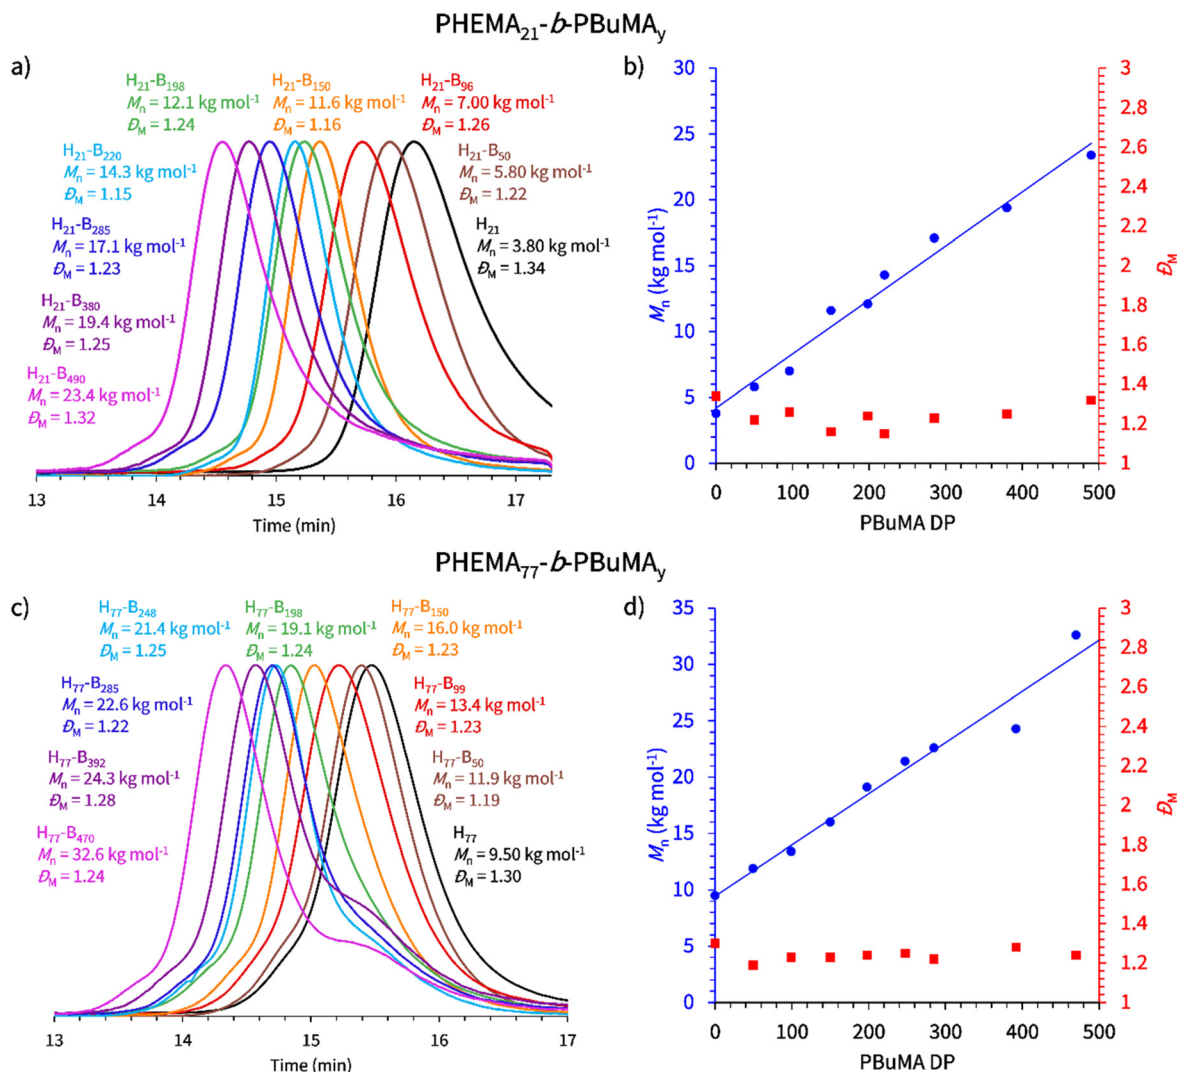 PHEMA21-b-PBuMAy
a)
H21-B198
Mn = 12.1 kg mol-1
ĐM = 1.24
H21-B150
Mn = 11.6 kg mol-1
ĐM = 1.16
H21-B96
Mn = 7.00 kg mol-1
ĐM = 1.26
H21-B220
Mn = 14.3 kg mol-1
ĐM = 1.15
H21-B50
Mn = 5.80 kg mol-1
ĐM = 1.22
H21-B285
Mn = 17.1 kg mol-1
ĐM = 1.23
H21
Mn = 3.80 kg mol-1
ĐM = 1.34
H21-B380
Mn = 19.4 kg mol-1
ĐM = 1.25
H21-B490
Mn = 23.4 kg mol-1
ĐM = 1.32
13 14 15 16 17
Time (min)
b)
30
25
20
15
10
5
0
Mn (kg mol-1)
3
2.8
2.6
2.4
2.2
2
1.8
1.6
1.4
1.2
1
ĐM
0 100 200 300 400 500
PBuMA DP
PHEMA77-b-PBuMAy
c)
H77-B248
Mn = 21.4 kg mol-1
ĐM = 1.25
H77-B198
Mn = 19.1 kg mol-1
ĐM = 1.24
H77-B150
Mn = 16.0 kg mol-1
ĐM = 1.23
H77-B285
Mn = 22.6 kg mol-1
ĐM = 1.22
H77-B99
Mn = 13.4 kg mol-1
ĐM = 1.23
H77-B392
Mn = 24.3 kg mol-1
ĐM = 1.28
H77-B50
Mn = 11.9 kg mol-1
ĐM = 1.19
H77-B470
Mn = 32.6 kg mol-1
ĐM = 1.24
H77
Mn = 9.50 kg mol-1
ĐM = 1.30
13 14 15 16 17
Time (min)
d)
35
30
25
20
15
10
5
0
Mn (kg mol-1)
3
2.8
2.6
2.4
2.2
2
1.8
1.6
1.4
1.2
1
ĐM
0 100 200 300 400 500
PBuMA DP